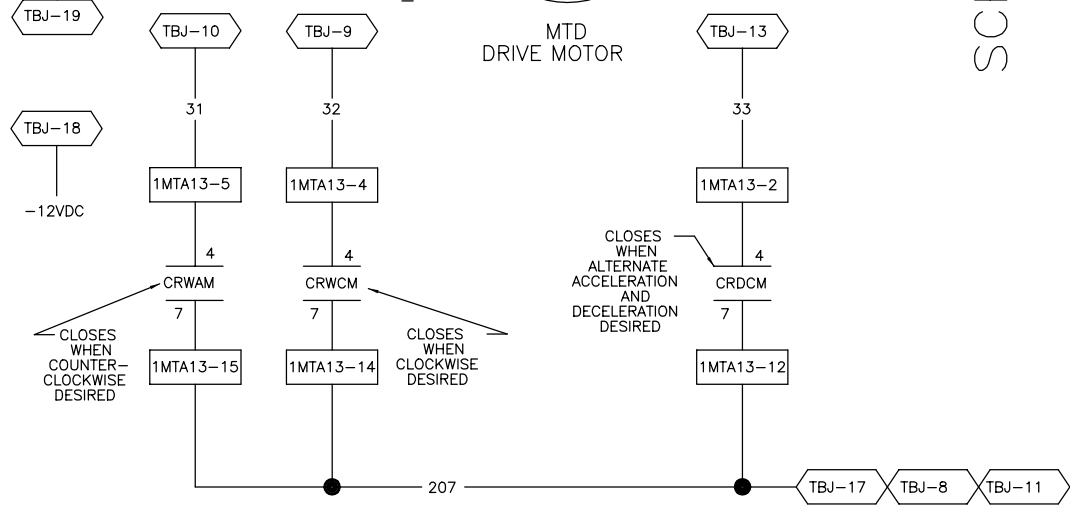 TBJ-19
TBJ-10
TBJ-9
MTD
DRIVE MOTOR
TBJ-13
31
32
33
TBJ-18
-12VDC
1MTA13-5
1MTA13-4
1MTA13-2
4
CRWAM
7
4
CRWCM
7
CLOSES
WHEN
ALTERNATE
ACCELERATION
AND
DECELERATION
DESIRED
4
CRDCM
7
CLOSES
WHEN
COUNTER-
CLOCKWISE
DESIRED
CLOSES
WHEN
CLOCKWISE
DESIRED
1MTA13-15
1MTA13-14
1MTA13-12
207
TBJ-17
TBJ-8
TBJ-11